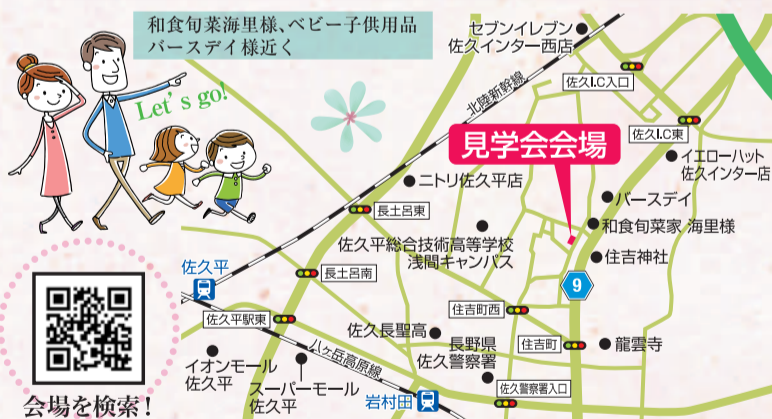 和食旬菜海里様、ベビー子供用品
バースデイ様近く
Let's go!
セブンイレブン
佐久インター西店
北陸新幹線
佐久I.C入口
佐久I.C東
見学会会場
イエローハット
佐久インター店
ニトリ佐久平店
バースデイ
長土呂東
和食旬菜家 海里様
佐久平総合技術高等学校
浅間キャンパス
住吉神社
佐久平
長土呂南
9
佐久平駅東
住吉町西
佐久長聖高
長野県
佐久警察署
住吉町
龍雲寺
イオンモール
佐久平
スーパーモール
佐久平
八ヶ岳高原線
岩村田
佐久警察署入口
会場を検索!